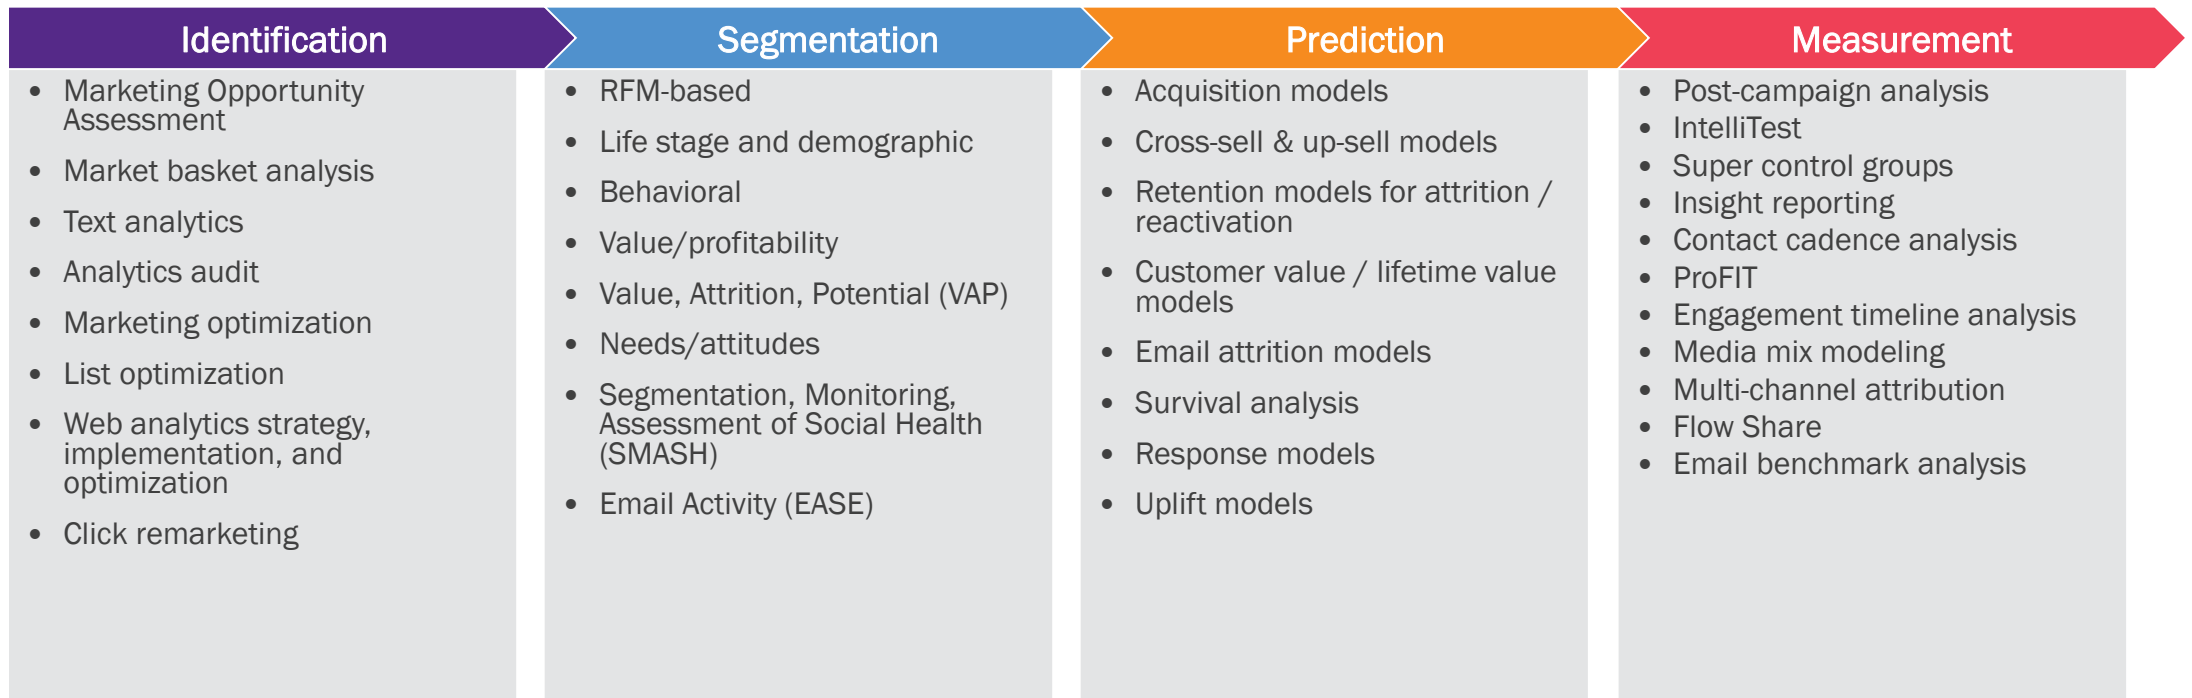 Identification
Marketing Opportunity
Assessment
Market basket analysis
Text analytics
Analytics audit
Marketing optimization
List optimization
Web analytics strategy,
implementation, and
optimization
Click remarketing
Segmentation
RFM-based
Life stage and demographic
Behavioral
Value/profitability
Value, Attrition, Potential (VAP)
Needs/attitudes
Segmentation, Monitoring,
Assessment of Social Health
(SMASH)
Email Activity (EASE)
Prediction
Acquisition models
Cross-sell & up-sell models
Retention models for attrition /
reactivation
Customer value / lifetime value
models
Email attrition models
Survival analysis
Response models
Uplift models
Measurement
Post-campaign analysis
IntelliTest
Super control groups
Insight reporting
Contact cadence analysis
ProFIT
Engagement timeline analysis
Media mix modeling
Multi-channel attribution
Flow Share
Email benchmark analysis